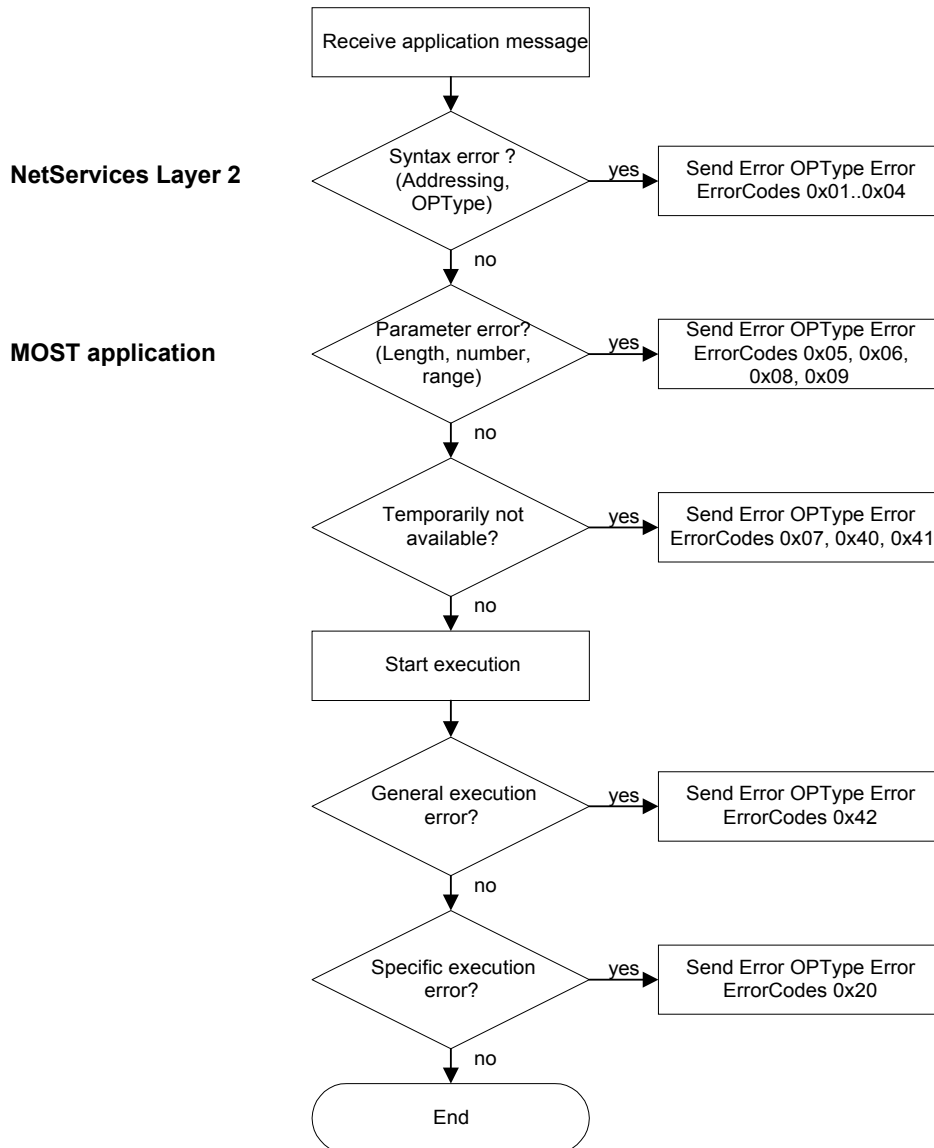 Receive application message
NetServices Layer 2
Syntax error ?
(Addressing,
OPType)
yes
Send Error OPType Error
ErrorCodes 0x01..0x04
no
MOST application
Parameter error?
(Length, number,
range)
yes
Send Error OPType Error
ErrorCodes 0x05, 0x06,
0x08, 0x09
no
Temporarily not
available?
yes
Send Error OPType Error
ErrorCodes 0x07, 0x40, 0x41
no
Start execution
General execution
error?
yes
Send Error OPType Error
ErrorCodes 0x42
no
Specific execution
error?
yes
Send Error OPType Error
ErrorCodes 0x20
no
End